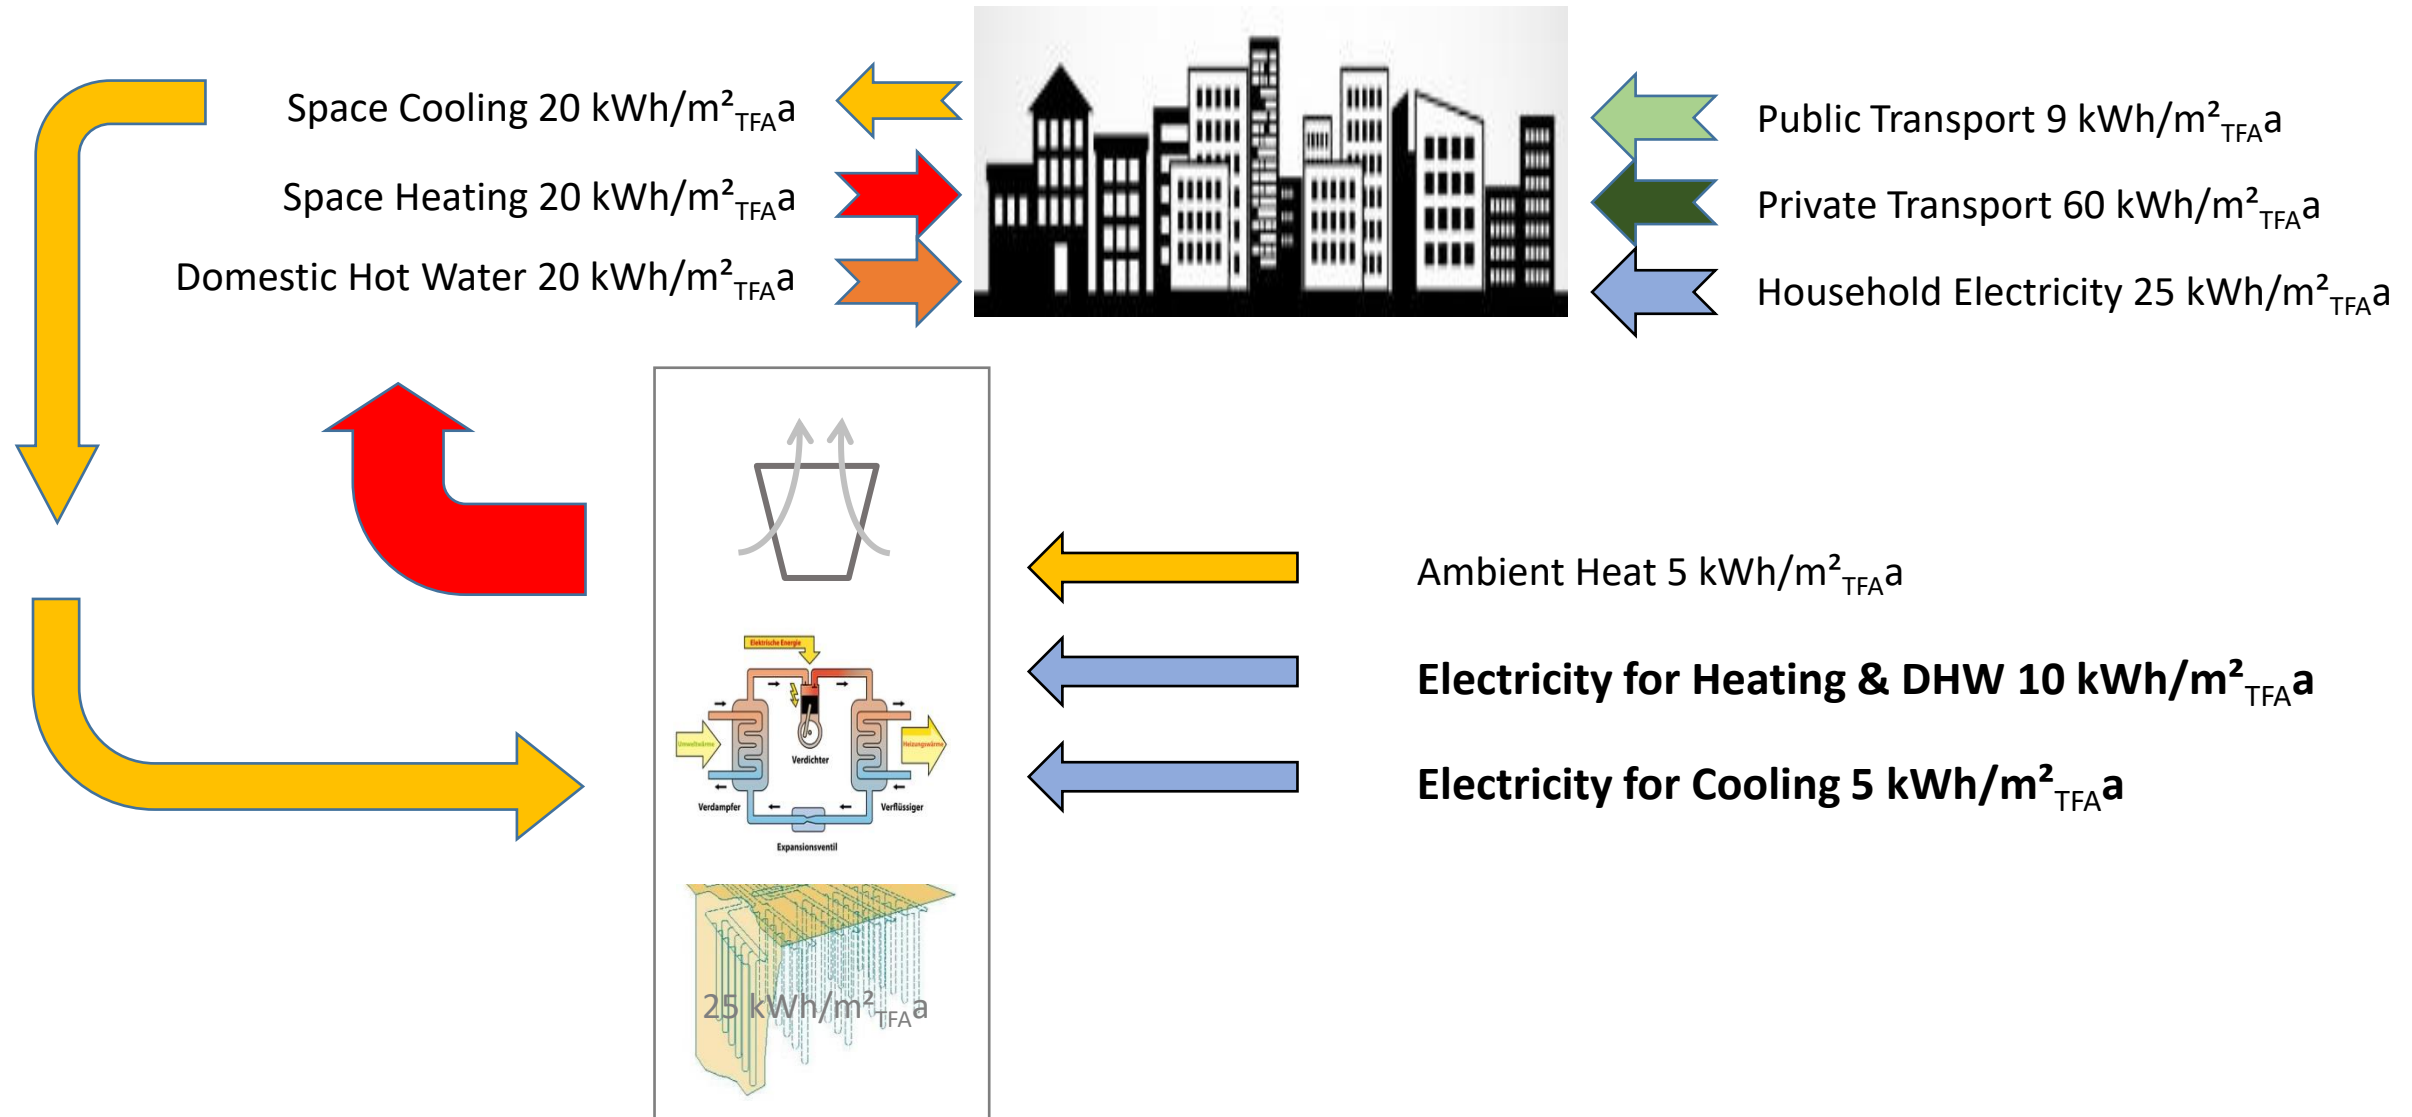 Space Cooling 20 kWh/m²TFAa
Space Heating 20 kWh/m²TFAa
Domestic Hot Water 20 kWh/m²TFAa
Public Transport 9 kWh/m²TFAa
Private Transport 60 kWh/m²TFAa
Household Electricity 25 kWh/m²TFAa
Ambient Heat 5 kWh/m²TFAa
Electricity for Heating & DHW 10 kWh/m²TFAa
Electricity for Cooling 5 kWh/m²TFAa
Elektrische Energie
Umweltwärme
Verdichter
Heizungswärme
Verdampfer
Verflüssiger
Expansionsventil
25 kWh/m²TFAa